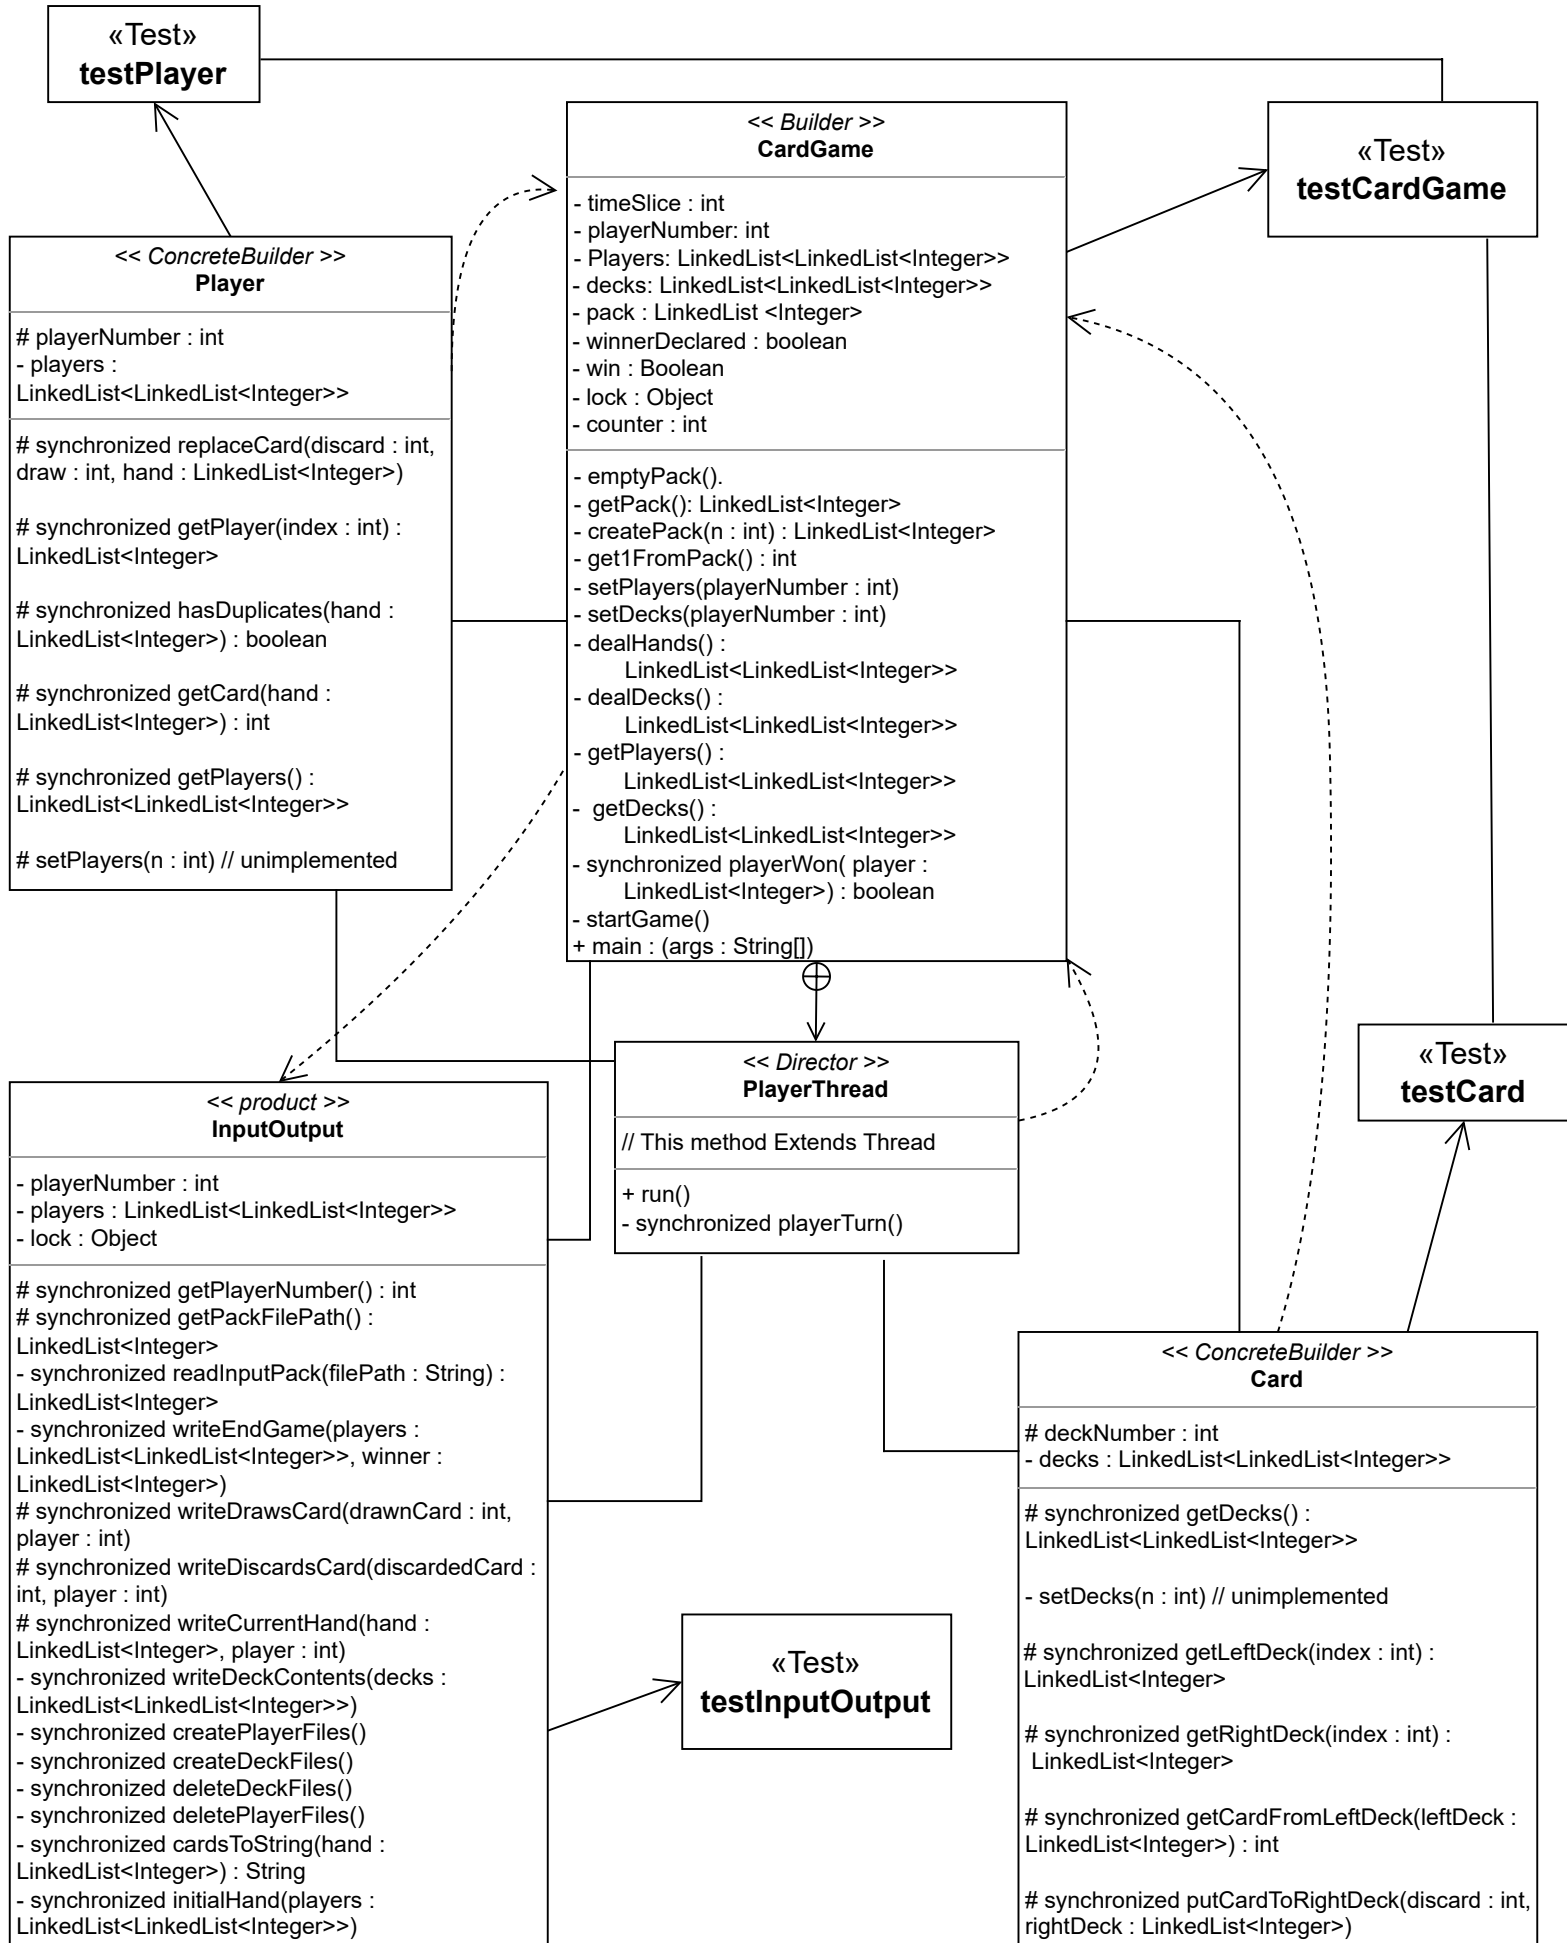 «Test»
testPlayer
<< Builder >>
CardGame
- timeSlice : int
- playerNumber: int
- Players: LinkedList<LinkedList<Integer>>
- decks: LinkedList<LinkedList<Integer>>
- pack : LinkedList <Integer>
- winnerDeclared : boolean
- win : Boolean
- lock : Object
- counter : int
- emptyPack().
- getPack(): LinkedList<Integer>
- createPack(n : int) : LinkedList<Integer>
- get1FromPack() : int
- setPlayers(playerNumber : int)
- setDecks(playerNumber : int)
- dealHands() :
LinkedList<LinkedList<Integer>>
- dealDecks() :
LinkedList<LinkedList<Integer>>
- getPlayers() :
LinkedList<LinkedList<Integer>>
- getDecks() :
LinkedList<LinkedList<Integer>>
- synchronized playerWon( player :
LinkedList<Integer>) : boolean
- startGame()
+ main : (args : String[])
«Test»
testCardGame
<< ConcreteBuilder >>
Player
# playerNumber : int
- players :
LinkedList<LinkedList<Integer>>
# synchronized replaceCard(discard : int,
draw : int, hand : LinkedList<Integer>)
# synchronized getPlayer(index : int) :
LinkedList<Integer>
# synchronized hasDuplicates(hand :
LinkedList<Integer>) : boolean
# synchronized getCard(hand :
LinkedList<Integer>) : int
# synchronized getPlayers() :
LinkedList<LinkedList<Integer>>
# setPlayers(n : int) // unimplemented
<< Director >>
PlayerThread
// This method Extends Thread
+ run()
- synchronized playerTurn()
«Test»
testCard
<< product >>
InputOutput
- playerNumber : int
- players : LinkedList<LinkedList<Integer>>
- lock : Object
# synchronized getPlayerNumber() : int
# synchronized getPackFilePath() :
LinkedList<Integer>
- synchronized readInputPack(filePath : String) :
LinkedList<Integer>
- synchronized writeEndGame(players :
LinkedList<LinkedList<Integer>>, winner :
LinkedList<Integer>)
# synchronized writeDrawsCard(drawnCard : int,
player : int)
# synchronized writeDiscardsCard(discardedCard :
int, player : int)
# synchronized writeCurrentHand(hand :
LinkedList<Integer>, player : int)
- synchronized writeDeckContents(decks :
LinkedList<LinkedList<Integer>>)
- synchronized createPlayerFiles()
- synchronized createDeckFiles()
- synchronized deleteDeckFiles()
- synchronized deletePlayerFiles()
- synchronized cardsToString(hand :
LinkedList<Integer>) : String
- synchronized initialHand(players :
LinkedList<LinkedList<Integer>>)
«Test»
testInputOutput
<< ConcreteBuilder >>
Card
# deckNumber : int
- decks : LinkedList<LinkedList<Integer>>
# synchronized getDecks() :
LinkedList<LinkedList<Integer>>
- setDecks(n : int) // unimplemented
# synchronized getLeftDeck(index : int) :
LinkedList<Integer>
# synchronized getRightDeck(index : int) :
LinkedList<Integer>
# synchronized getCardFromLeftDeck(leftDeck :
LinkedList<Integer>) : int
# synchronized putCardToRightDeck(discard : int,
rightDeck : LinkedList<Integer>)